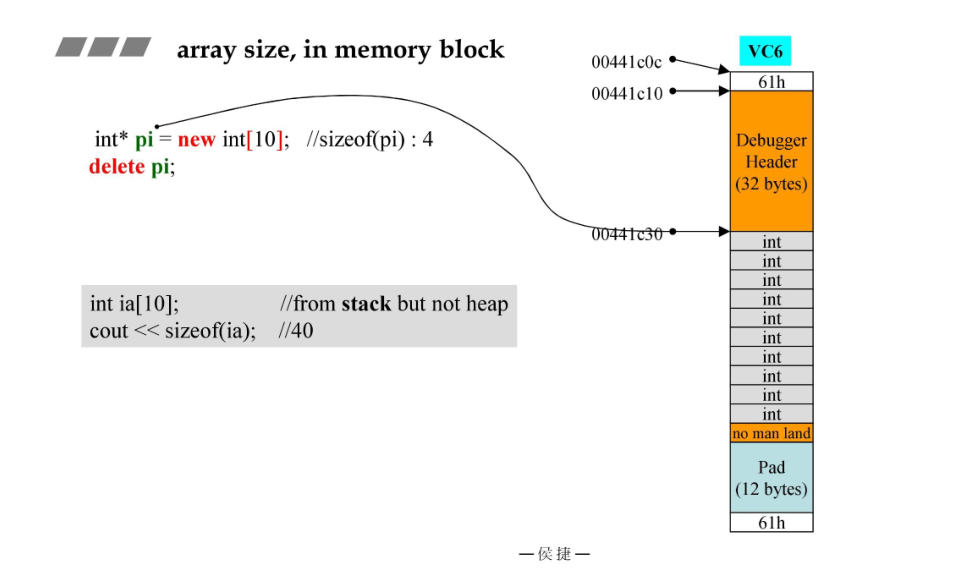 array size, in memory block
int* pi = new int[10]; //sizeof(pi) : 4
delete pi;
int ia[10]; //from stack but not heap
cout << sizeof(ia); //40
VC6
00441c0c
61h
00441c10
Debugger
Header
(32 bytes)
00441c30
int
int
int
int
int
int
int
int
int
int
no man land
Pad
(12 bytes)
61h
— 侯捷 —